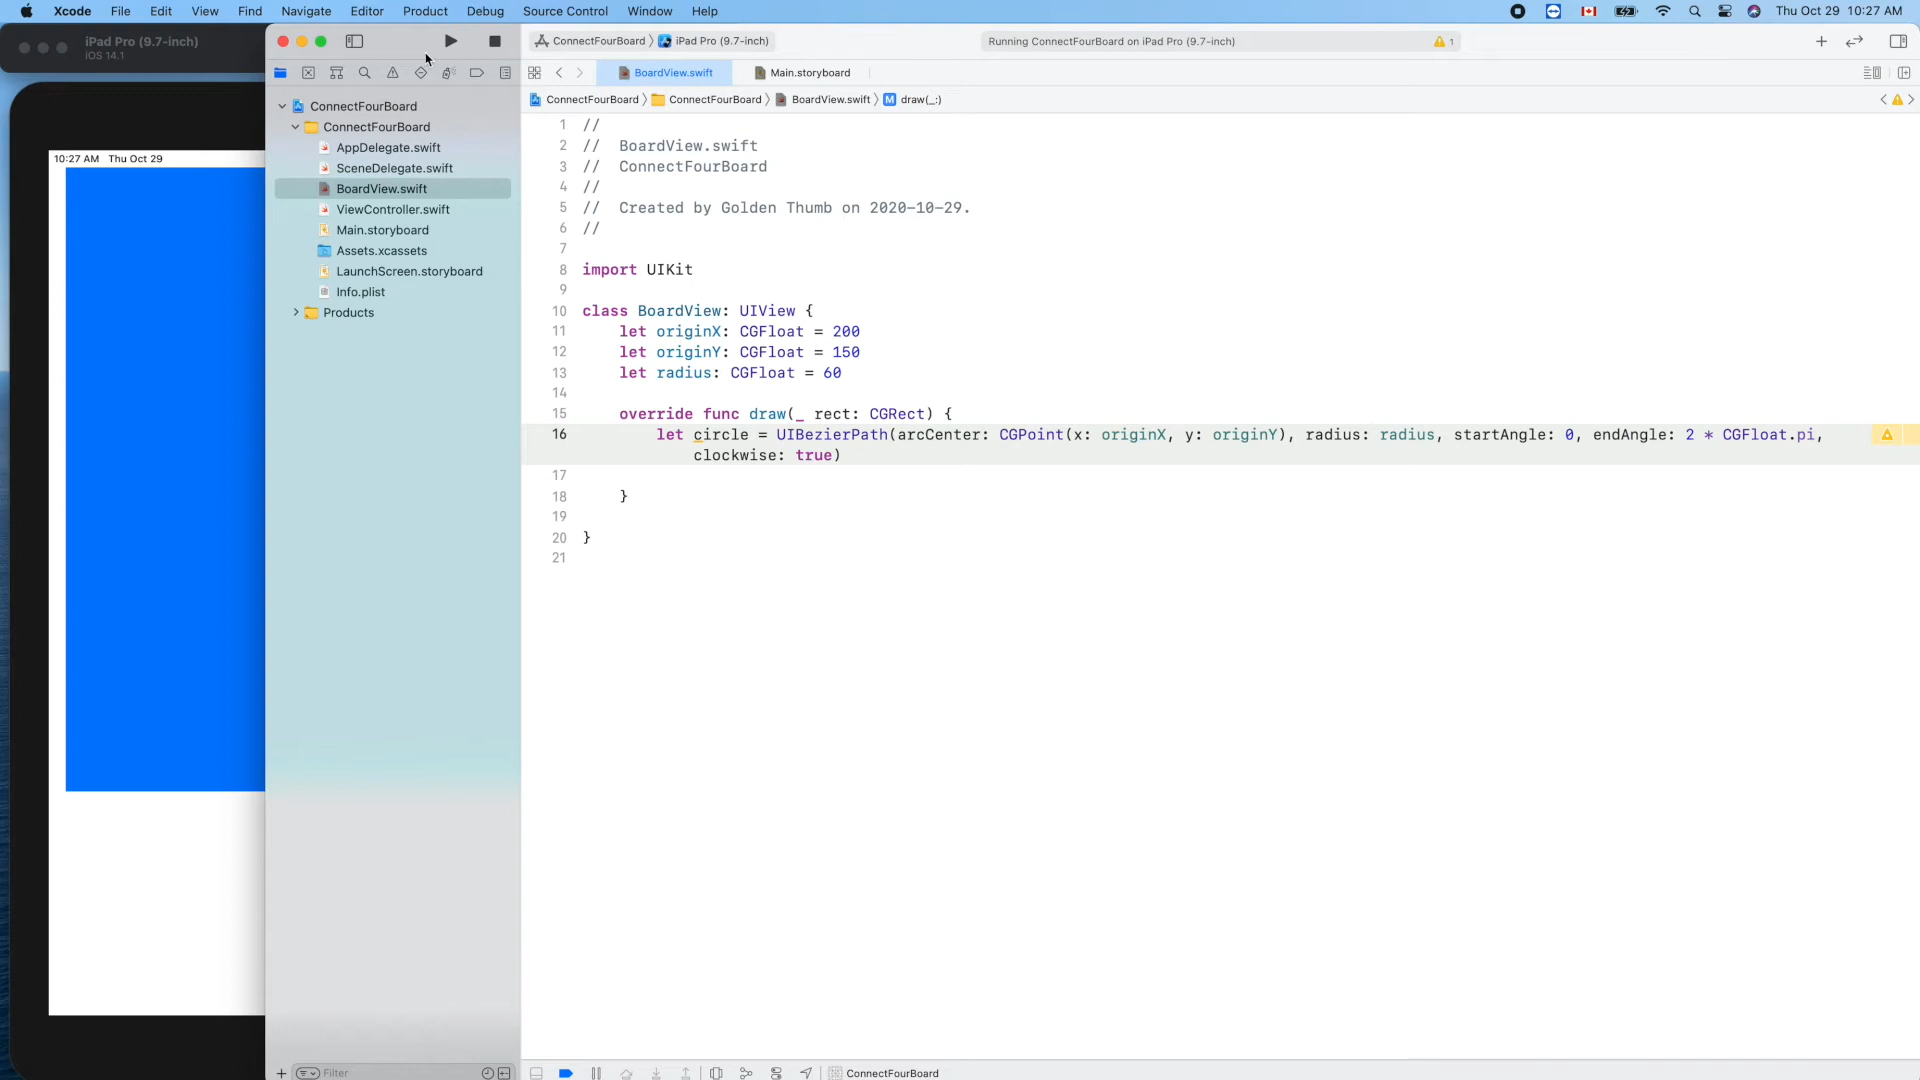 Xcode File Edit View Find Navigate Editor Product Debug Source Control Window Help Thu Oct 29 10:27 AM
iPad Pro (9.7-inch)
iOS 14.1
ConnectFourBoard iPad Pro (9.7-inch) Running ConnectFourBoard on iPad Pro (9.7-inch) 1
BoardView.swift Main.storyboard
ConnectFourBoard ConnectFourBoard BoardView.swift M draw(_:)
10:27 AM Thu Oct 29
ConnectFourBoard
ConnectFourBoard
AppDelegate.swift
SceneDelegate.swift
BoardView.swift
ViewController.swift
Main.storyboard
Assets.xcassets
LaunchScreen.storyboard
Info.plist
Products
1 //
2 // BoardView.swift
3 // ConnectFourBoard
4 //
5 // Created by Golden Thumb on 2020-10-29.
6 //
7
8 import UIKit
9
10 class BoardView: UIView {
11 let originX: CGFloat = 200
12 let originY: CGFloat = 150
13 let radius: CGFloat = 60
14
15 override func draw(_ rect: CGRect) {
16 let circle = UIBezierPath(arcCenter: CGPoint(x: originX, y: originY), radius: radius, startAngle: 0, endAngle: 2 * CGFloat.pi,
clockwise: true)
17
18 }
19
20 }
21
Filter
ConnectFourBoard